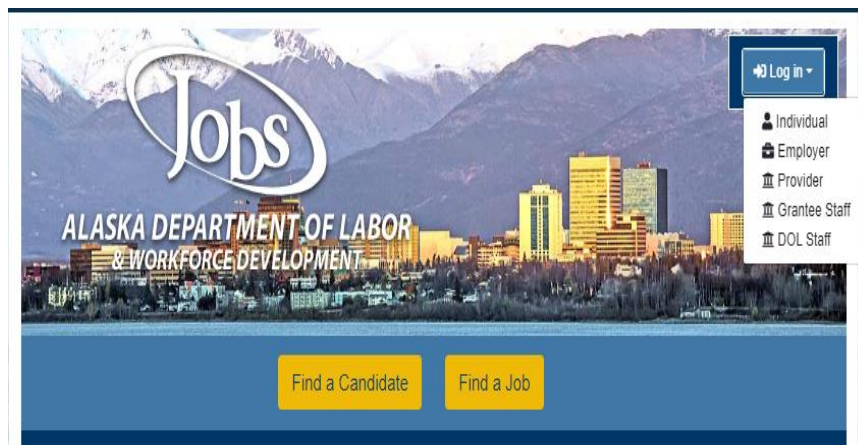 Jobs
ALASKA DEPARTMENT OF LABOR
& WORKFORCE DEVELOPMENT
Log in
Individual
Employer
Provider
Grantee Staff
DOL Staff
Find a Candidate
Find a Job